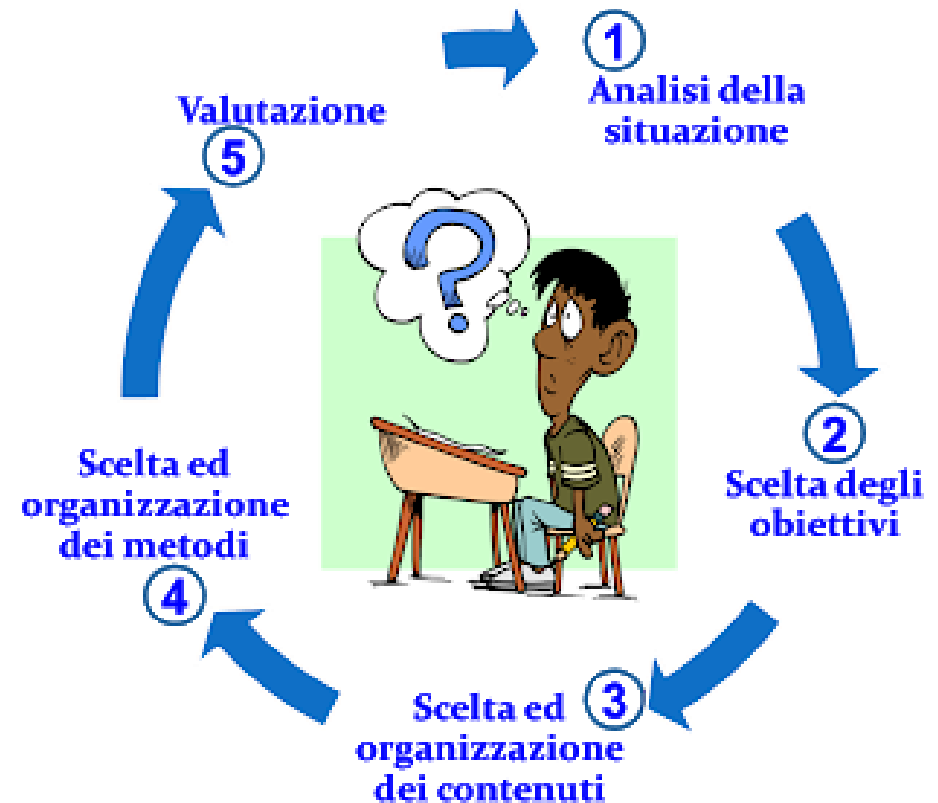 1
Analisi della
situazione
2
Scelta degli
obiettivi
3
Scelta ed
organizzazione
dei contenuti
4
Scelta ed
organizzazione
dei metodi
5
Valutazione
?